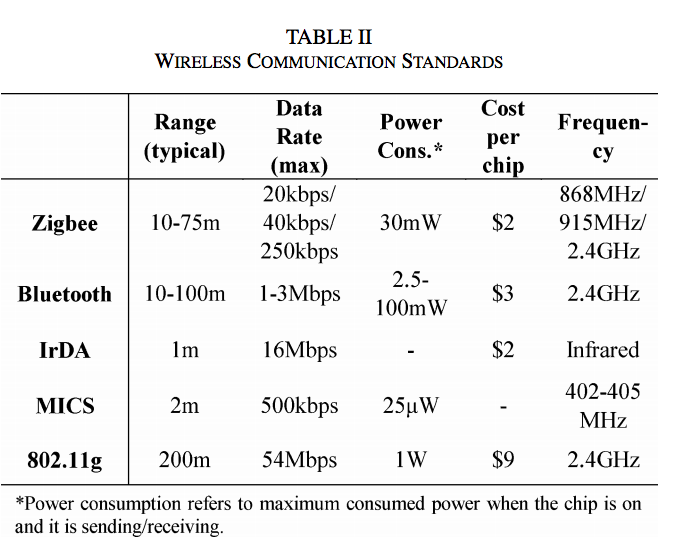 TABLE II
WIRELESS COMMUNICATION STANDARDS
Range (typical) Data Rate (max) Power Cons.* Cost per chip Frequen-cy
Zigbee 10-75m 20kbps/ 40kbps/ 250kbps 30mW $2 868MHz/ 915MHz/ 2.4GHz
Bluetooth 10-100m 1-3Mbps 2.5-100mW $3 2.4GHz
IrDA 1m 16Mbps - $2 Infrared
MICS 2m 500kbps 25µW - 402-405 MHz
802.11g 200m 54Mbps 1W $9 2.4GHz
*Power consumption refers to maximum consumed power when the chip is on
and it is sending/receiving.